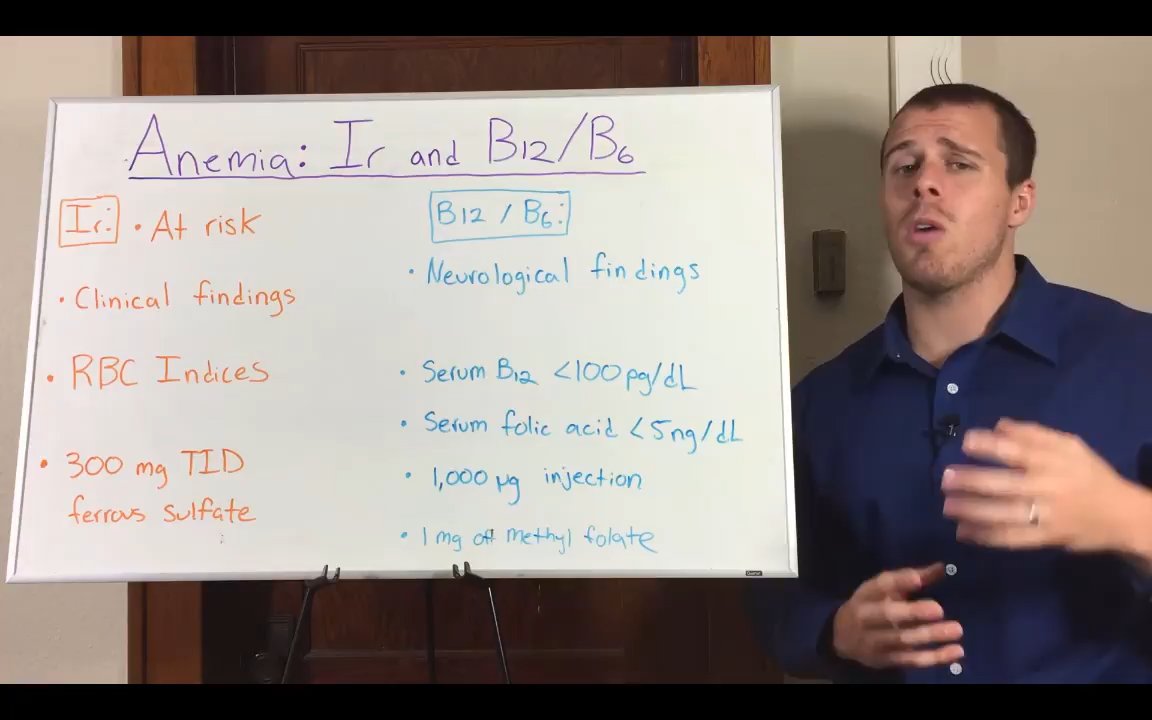 Anemia: Ir and B12/B6
Ir: • At risk
• Clinical findings
• RBC Indices
• 300 mg TID
ferrous sulfate
B12 / B6:
• Neurological findings
• Serum B12 <100 pg/dL
• Serum folic acid <5ng/dL
• 1,000 µg injection
• 1 mg of methyl folate